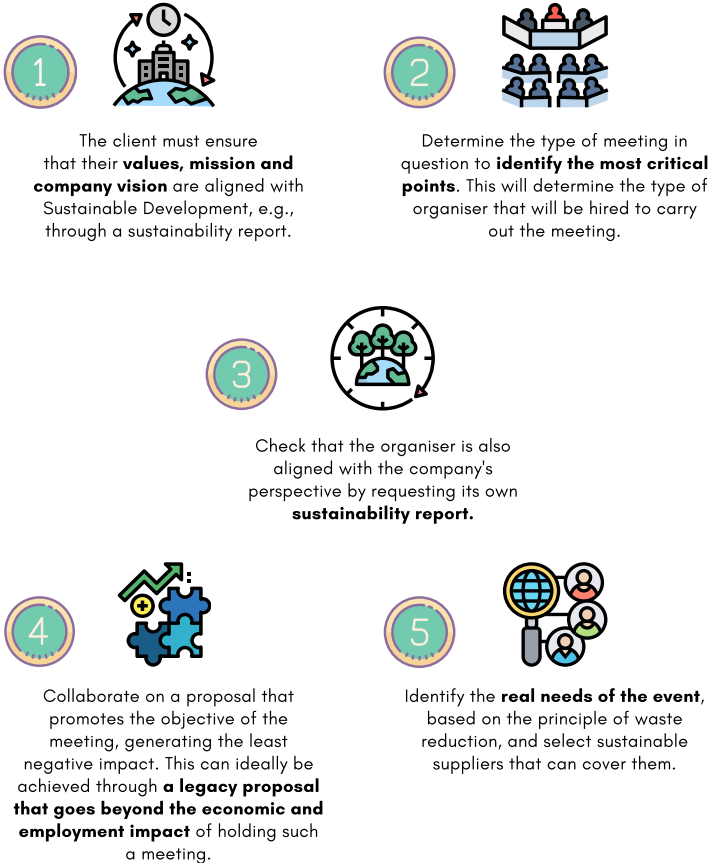 1
The client must ensure
that their values, mission and
company vision are aligned with
Sustainable Development, e.g.,
through a sustainability report.
2
Determine the type of meeting in
question to identify the most critical
points. This will determine the type of
organiser that will be hired to carry
out the meeting.
3
Check that the organiser is also
aligned with the company's
perspective by requesting its own
sustainability report.
4
Collaborate on a proposal that
promotes the objective of the
meeting, generating the least
negative impact. This can ideally be
achieved through a legacy proposal
that goes beyond the economic and
employment impact of holding such
a meeting.
5
Identify the real needs of the event,
based on the principle of waste
reduction, and select sustainable
suppliers that can cover them.